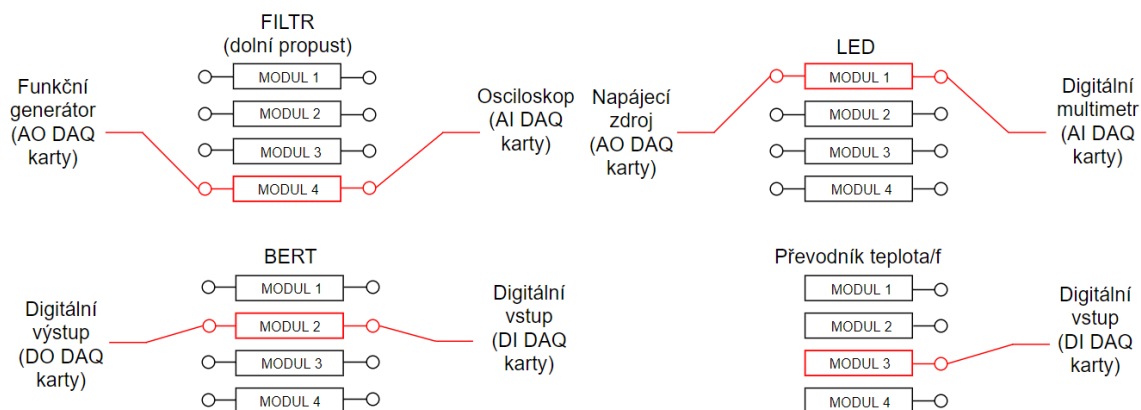 FILTR
(dolní propust)
Funkční
generátor
(AO DAQ
karty)
MODUL 1
MODUL 2
MODUL 3
MODUL 4
Osciloskop
(AI DAQ
karty)
LED
Napájecí
zdroj
(AO DAQ
karty)
MODUL 1
MODUL 2
MODUL 3
MODUL 4
Digitální
multimetr
(AI DAQ
karty)
BERT
Digitální
výstup
(DO DAQ
karty)
MODUL 1
MODUL 2
MODUL 3
MODUL 4
Digitální
vstup
(DI DAQ
karty)
Převodník teplota/f
MODUL 1
MODUL 2
MODUL 3
MODUL 4
Digitální
vstup
(DI DAQ
karty)